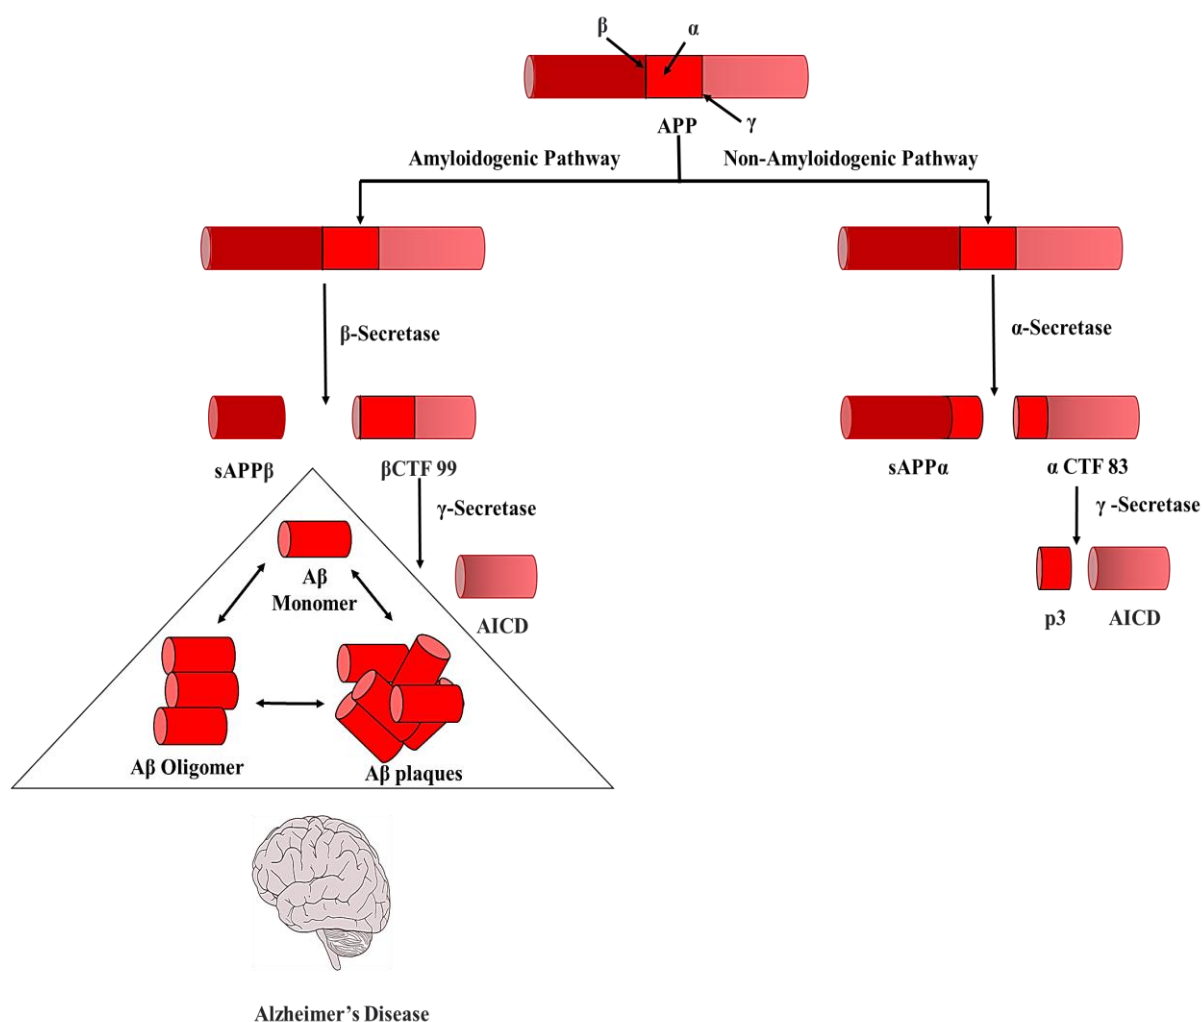 β
α
γ
APP
Amyloidogenic Pathway
Non-Amyloidogenic Pathway
β-Secretase
α-Secretase
sAPPβ
βCTF 99
sAPPα
α CTF 83
γ-Secretase
γ -Secretase
Aβ
Monomer
AICD
p3
AICD
Aβ Oligomer
Aβ plaques
Alzheimer's Disease